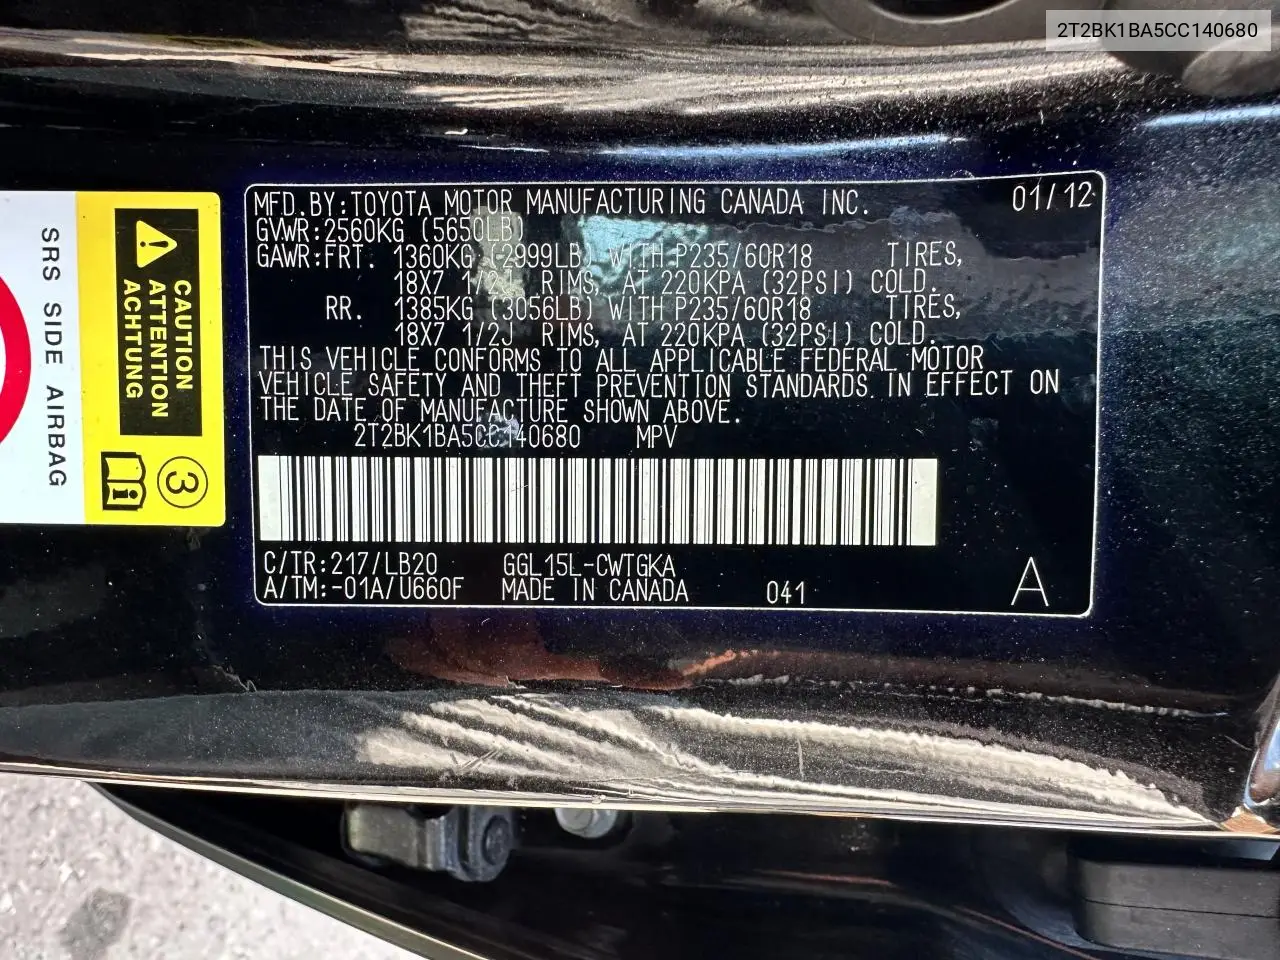 2T2BK1BA5CC140680
MFD.BY:TOYOTA MOTOR MANUFACTURING CANADA INC. 01/12
GVWR:2560KG (5650LB)
GAWR:FRT. 1360KG (2999LB) WITH P235/60R18 TIRES,
18X7 1/2J RIMS, AT 220KPA (32PSI) COLD.
RR. 1385KG (3056LB) WITH P235/60R18 TIRES,
18X7 1/2J RIMS, AT 220KPA (32PSI) COLD.
THIS VEHICLE CONFORMS TO ALL APPLICABLE FEDERAL MOTOR
VEHICLE SAFETY AND THEFT PREVENTION STANDARDS IN EFFECT ON
THE DATE OF MANUFACTURE SHOWN ABOVE.
2T2BK1BA5CC140680 MPV
C/TR:217/LB20 GGL15L-CWTGKA
A/TM:-01A/U660F MADE IN CANADA 041 A
CAUTION
ATTENTION
ACHTUNG
3
SRS SIDE AIRBAG